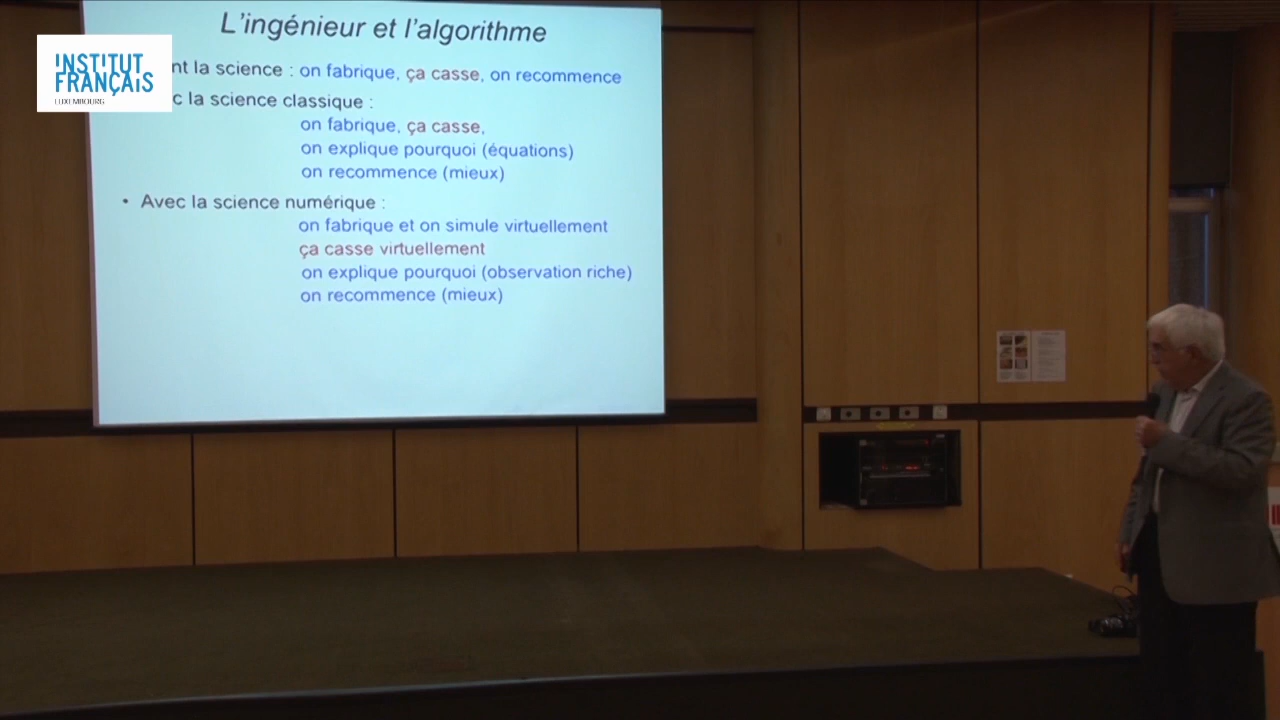 L'ingénieur et l'algorithme
INSTITUT
FRANÇAIS
LUXEMBOURG
la science : on fabrique, ça casse, on recommence
la science classique :
on fabrique, ça casse,
on explique pourquoi (équations)
on recommence (mieux)
• Avec la science numérique :
on fabrique et on simule virtuellement
ça casse virtuellement
on explique pourquoi (observation riche)
on recommence (mieux)